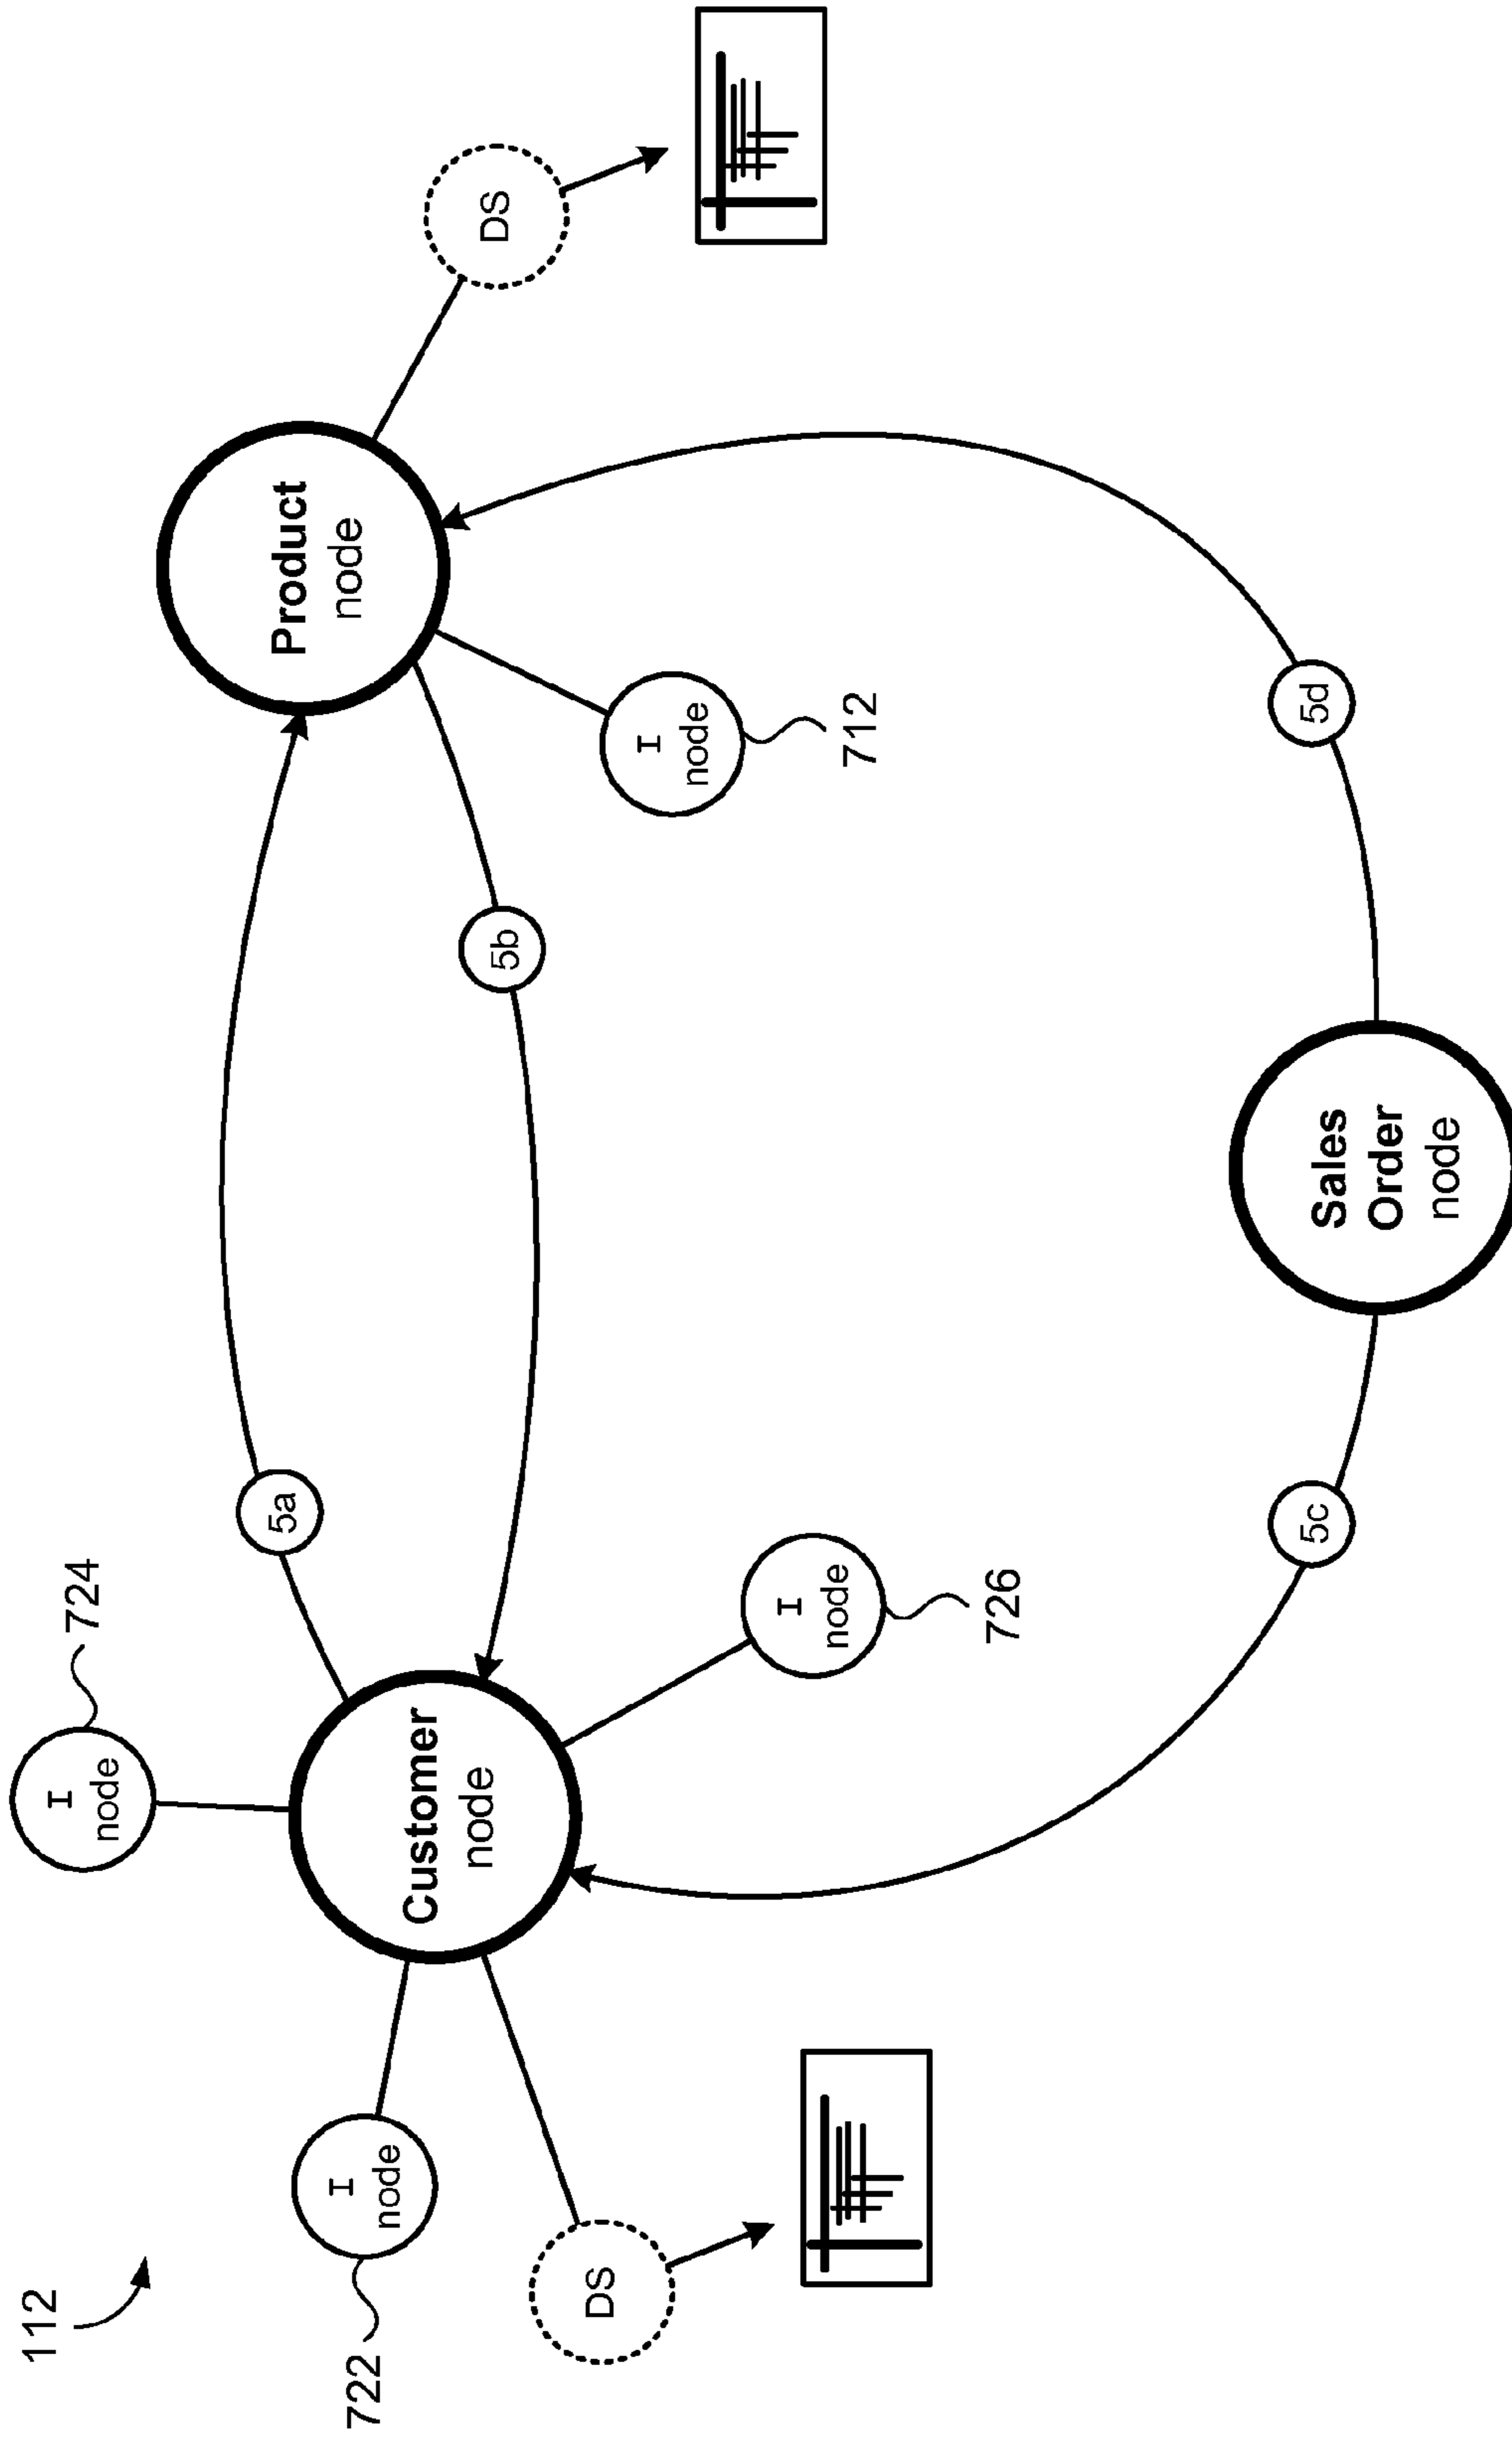 112
722
I
node
724
I
node
Customer
node
DS
726
I
node
5a
5b
5c
5d
Product
node
I
node
712
DS
Sales
Order
node